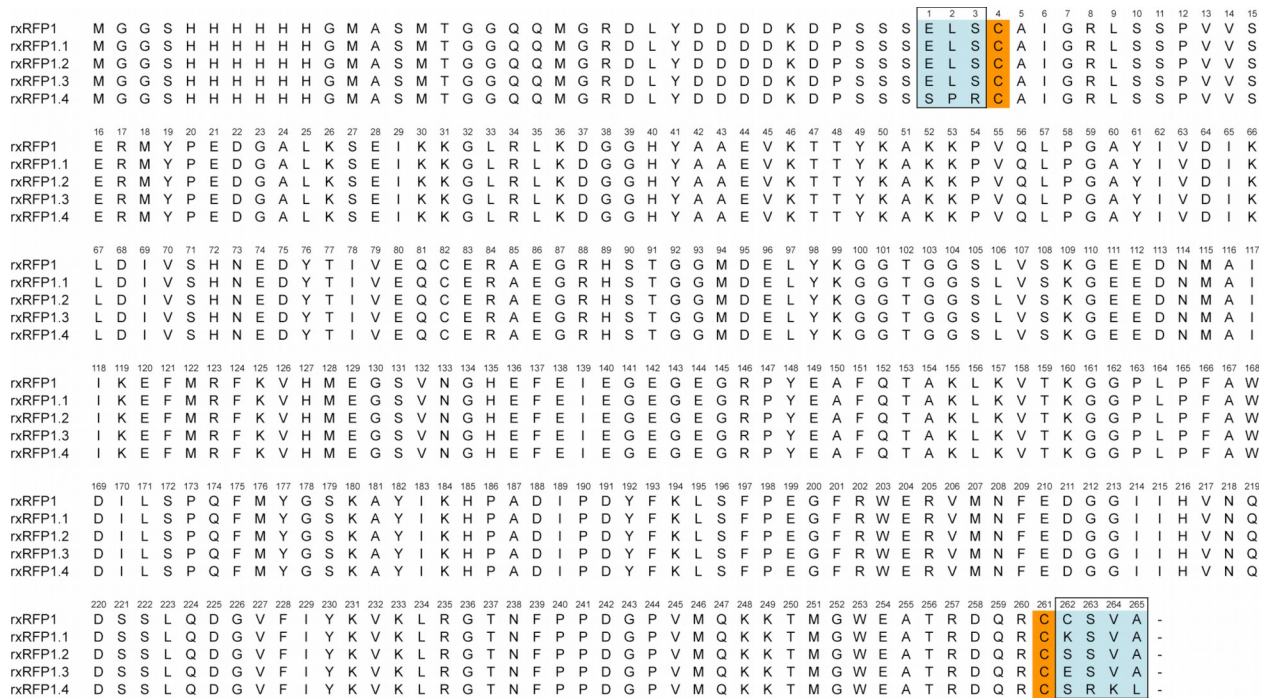 1 2 3 4 5 6 7 8 9 10 11 12 13 14 15
rxRFP1 M G G S H H H H H H G M A S M T G G Q Q M G R D L Y D D D D K D P S S S E L S C A I G R L S S P V V S
rxRFP1.1 M G G S H H H H H H G M A S M T G G Q Q M G R D L Y D D D D K D P S S S E L S C A I G R L S S P V V S
rxRFP1.2 M G G S H H H H H H G M A S M T G G Q Q M G R D L Y D D D D K D P S S S E L S C A I G R L S S P V V S
rxRFP1.3 M G G S H H H H H H G M A S M T G G Q Q M G R D L Y D D D D K D P S S S E L S C A I G R L S S P V V S
rxRFP1.4 M G G S H H H H H H G M A S M T G G Q Q M G R D L Y D D D D K D P S S S S P R C A I G R L S S P V V S
16 17 18 19 20 21 22 23 24 25 26 27 28 29 31 30 32 33 34 35 36 37 38 39 40 41 42 43 44 45 46 47 48 49 50 51 52 53 54 55 56 57 58 59 60 61 62 63 64 65 66
rxRFP1 E R M Y P E D G A L K S E I K K G L R L K D G G H Y A A E V K T T Y K A K K P V Q L P G A Y I V D I K
rxRFP1.1 E R M Y P E D G A L K S E I K K G L R L K D G G H Y A A E V K T T Y K A K K P V Q L P G A Y I V D I K
rxRFP1.2 E R M Y P E D G A L K S E I K K G L R L K D G G H Y A A E V K T T Y K A K K P V Q L P G A Y I V D I K
rxRFP1.3 E R M Y P E D G A L K S E I K K G L R L K D G G H Y A A E V K T T Y K A K K P V Q L P G A Y I V D I K
rxRFP1.4 E R M Y P E D G A L K S E I K K G L R L K D G G H Y A A E V K T T Y K A K K P V Q L P G A Y I V D I K
67 68 69 70 71 72 73 74 75 76 77 78 79 80 81 82 83 84 85 86 87 88 89 90 91 92 93 94 95 96 97 98 99 100 101 102 103 104 105 106 107 108 109 110 111 112 113 114 115 116 117
rxRFP1 L D I V S H N E D Y T I V E Q C E R A E G R H S T G G M D E L Y K G G T G G S L V S K G E E D N M A I
rxRFP1.1 L D I V S H N E D Y T I V E Q C E R A E G R H S T G G M D E L Y K G G T G G S L V S K G E E D N M A I
rxRFP1.2 L D I V S H N E D Y T I V E Q C E R A E G R H S T G G M D E L Y K G G T G G S L V S K G E E D N M A I
rxRFP1.3 L D I V S H N E D Y T I V E Q C E R A E G R H S T G G M D E L Y K G G T G G S L V S K G E E D N M A I
rxRFP1.4 L D I V S H N E D Y T I V E Q C E R A E G R H S T G G M D E L Y K G G T G G S L V S K G E E D N M A I
118 119 120 121 122 123 124 125 126 127 128 129 130 131 132 133 134 135 136 137 138 139 140 141 142 143 144 145 146 147 148 149 150 151 152 153 154 155 156 157 158 159 160 161 162 163 164 165 166 167 168
rxRFP1 I K E F M R F K V H M E G S V N G H E F E I E G E G E G R P Y E A F Q T A K L K V T K G G P L P F A W
rxRFP1.1 I K E F M R F K V H M E G S V N G H E F E I E G E G E G R P Y E A F Q T A K L K V T K G G P L P F A W
rxRFP1.2 I K E F M R F K V H M E G S V N G H E F E I E G E G E G R P Y E A F Q T A K L K V T K G G P L P F A W
rxRFP1.3 I K E F M R F K V H M E G S V N G H E F E I E G E G E G R P Y E A F Q T A K L K V T K G G P L P F A W
rxRFP1.4 I K E F M R F K V H M E G S V N G H E F E I E G E G E G R P Y E A F Q T A K L K V T K G G P L P F A W
169 170 171 172 173 174 175 176 177 178 179 180 181 182 183 184 185 186 187 188 189 190 191 192 193 194 195 196 197 198 199 200 201 202 203 204 205 206 207 208 209 210 211 212 213 214 215 216 217 218 219
rxRFP1 D I L S P Q F M Y G S K A Y I K H P A D I P D Y F K L S F P E G F R W E R V M N F E D G G I I H V N Q
rxRFP1.1 D I L S P Q F M Y G S K A Y I K H P A D I P D Y F K L S F P E G F R W E R V M N F E D G G I I H V N Q
rxRFP1.2 D I L S P Q F M Y G S K A Y I K H P A D I P D Y F K L S F P E G F R W E R V M N F E D G G I I H V N Q
rxRFP1.3 D I L S P Q F M Y G S K A Y I K H P A D I P D Y F K L S F P E G F R W E R V M N F E D G G I I H V N Q
rxRFP1.4 D I L S P Q F M Y G S K A Y I K H P A D I P D Y F K L S F P E G F R W E R V M N F E D G G I I H V N Q
220 221 222 223 224 225 226 227 228 229 230 231 232 233 234 235 236 237 238 239 240 241 242 243 244 245 246 247 248 249 250 251 252 253 254 255 256 257 258 259 260 261 262 263 264 265
rxRFP1 D S S L Q D G V F I Y K V K L R G T N F P P D G P V M Q K K T M G W E A T R D Q R C C S V A -
rxRFP1.1 D S S L Q D G V F I Y K V K L R G T N F P P D G P V M Q K K T M G W E A T R D Q R C K S V A -
rxRFP1.2 D S S L Q D G V F I Y K V K L R G T N F P P D G P V M Q K K T M G W E A T R D Q R C S S V A -
rxRFP1.3 D S S L Q D G V F I Y K V K L R G T N F P P D G P V M Q K K T M G W E A T R D Q R C E S V A -
rxRFP1.4 D S S L Q D G V F I Y K V K L R G T N F P P D G P V M Q K K T M G W E A T R D Q R C S R K L -